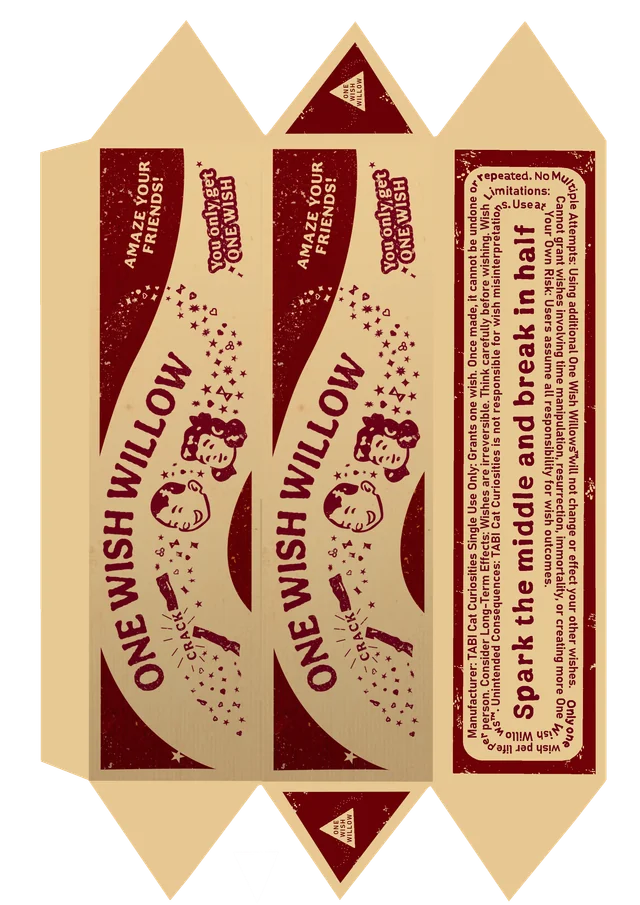 ONE
WISH
WILLOW
AMAZE YOUR
FRIENDS!
You only get
ONE WISH
ONE WISH WILLOW
CRACK
AMAZE YOUR
FRIENDS!
You only get
ONE WISH
ONE WISH WILLOW
CRACK
Manufacturer: TABI Cat Curiosities Single Use Only: Grants one wish. Once made, it cannot be undone or
repeated. No Multiple
Attempts: Using additional One Wish Willows™ will not change or effect your other wishes. Only one
wish per life, per
person. Consider Long-Term Effects: Wishes are irreversible. Think carefully before wishing. Wish
Limitations:
Cannot grant wishes involving time manipulation, resurrection, immortality, or creating more One
Wish Willows™.
Unintended Consequences: TABI Cat Curiosities is not responsible for wish misinterpretations.
Use at
Your Own Risk: Users assume all responsibility for wish outcomes.
Spark the middle and break in half
ONE
WISH
WILLOW